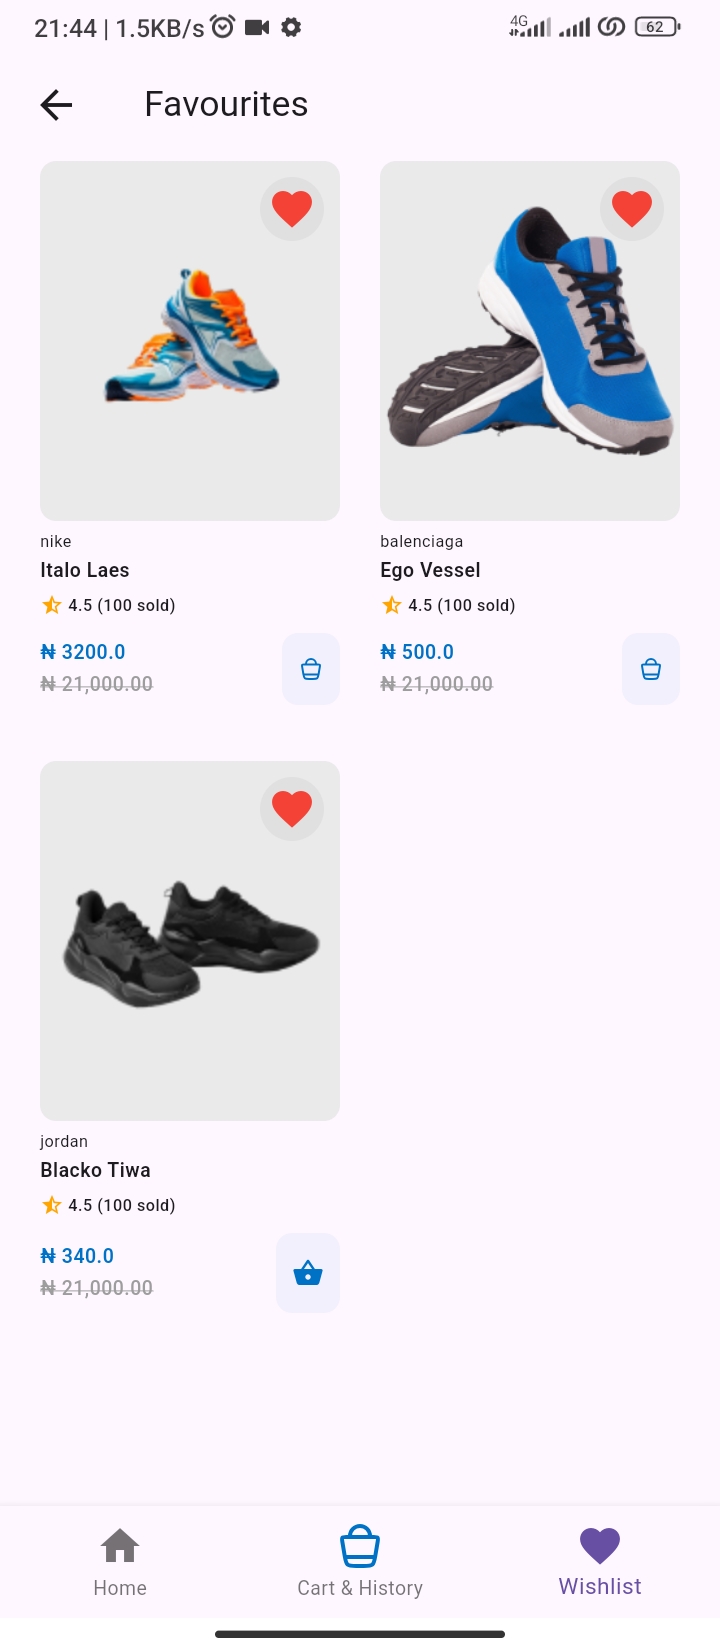 21:44 | 1.5KB/s 4G 62
Favourites
nike
Italo Laes
4.5 (100 sold)
₦ 3200.0
₦ 21,000.00
balenciaga
Ego Vessel
4.5 (100 sold)
₦ 500.0
₦ 21,000.00
jordan
Blacko Tiwa
4.5 (100 sold)
₦ 340.0
₦ 21,000.00
Home
Cart & History
Wishlist